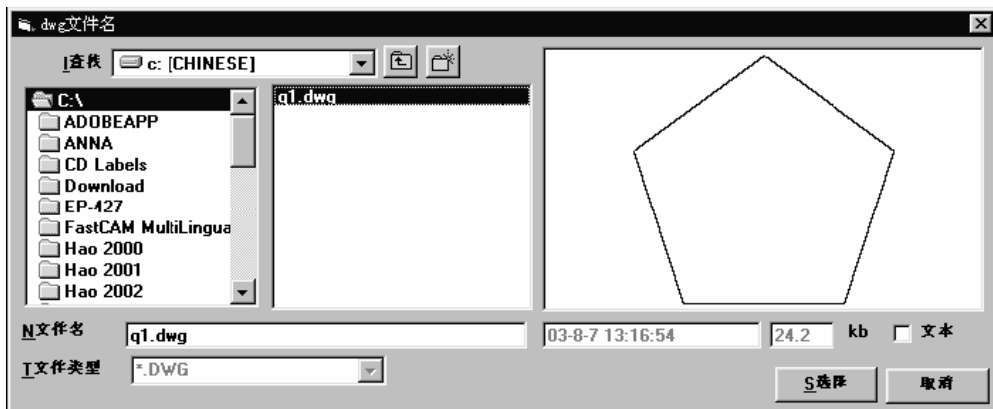 dwg文件名
I查找 c: [CHINESE]
C:\
ADOBEAPP
ANNA
CD Labels
Download
EP-427
FastCAM MultiLingua
Hao 2000
Hao 2001
Hao 2002
q1.dwg
N文件名 q1.dwg
03-8-7 13:16:54 24.2 kb 文本
T文件类型 *.DWG
S选择 取消